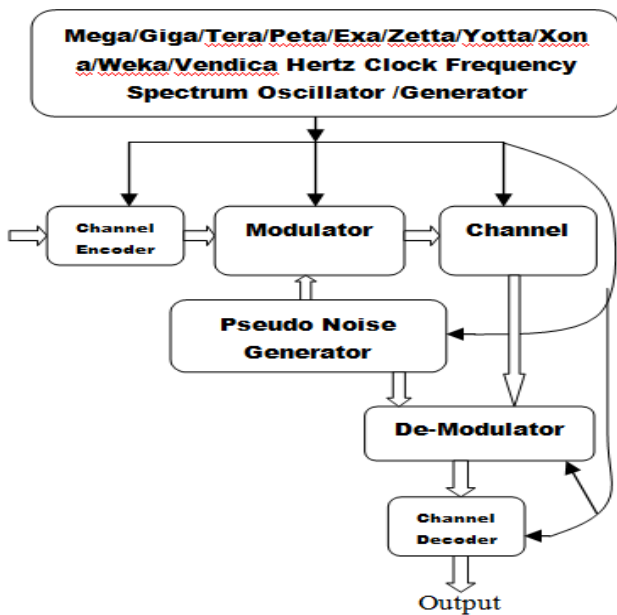 Mega/Giga/Tera/Peta/Exa/Zetta/Yotta/Xon
a/Weka/Vendica Hertz Clock Frequency
Spectrum Oscillator /Generator
Channel
Encoder
Modulator
Channel
Pseudo Noise
Generator
De-Modulator
Channel
Decoder
Output